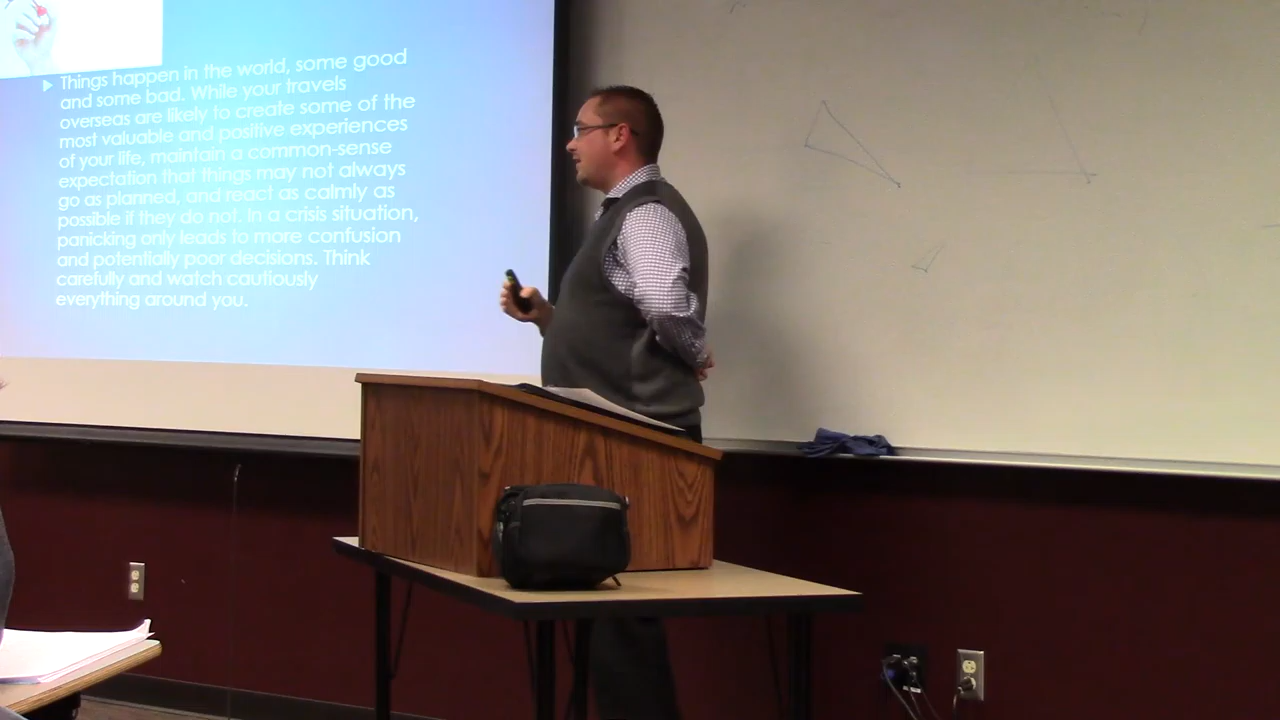 Things happen in the world, some good
and some bad. While your travels
overseas are likely to create some of the
most valuable and positive experiences
of your life, maintain a common-sense
expectation that things may not always
go as planned, and react as calmly as
possible if they do not. In a crisis situation,
panicking only leads to more confusion
and potentially poor decisions. Think
carefully and watch cautiously
everything around you.